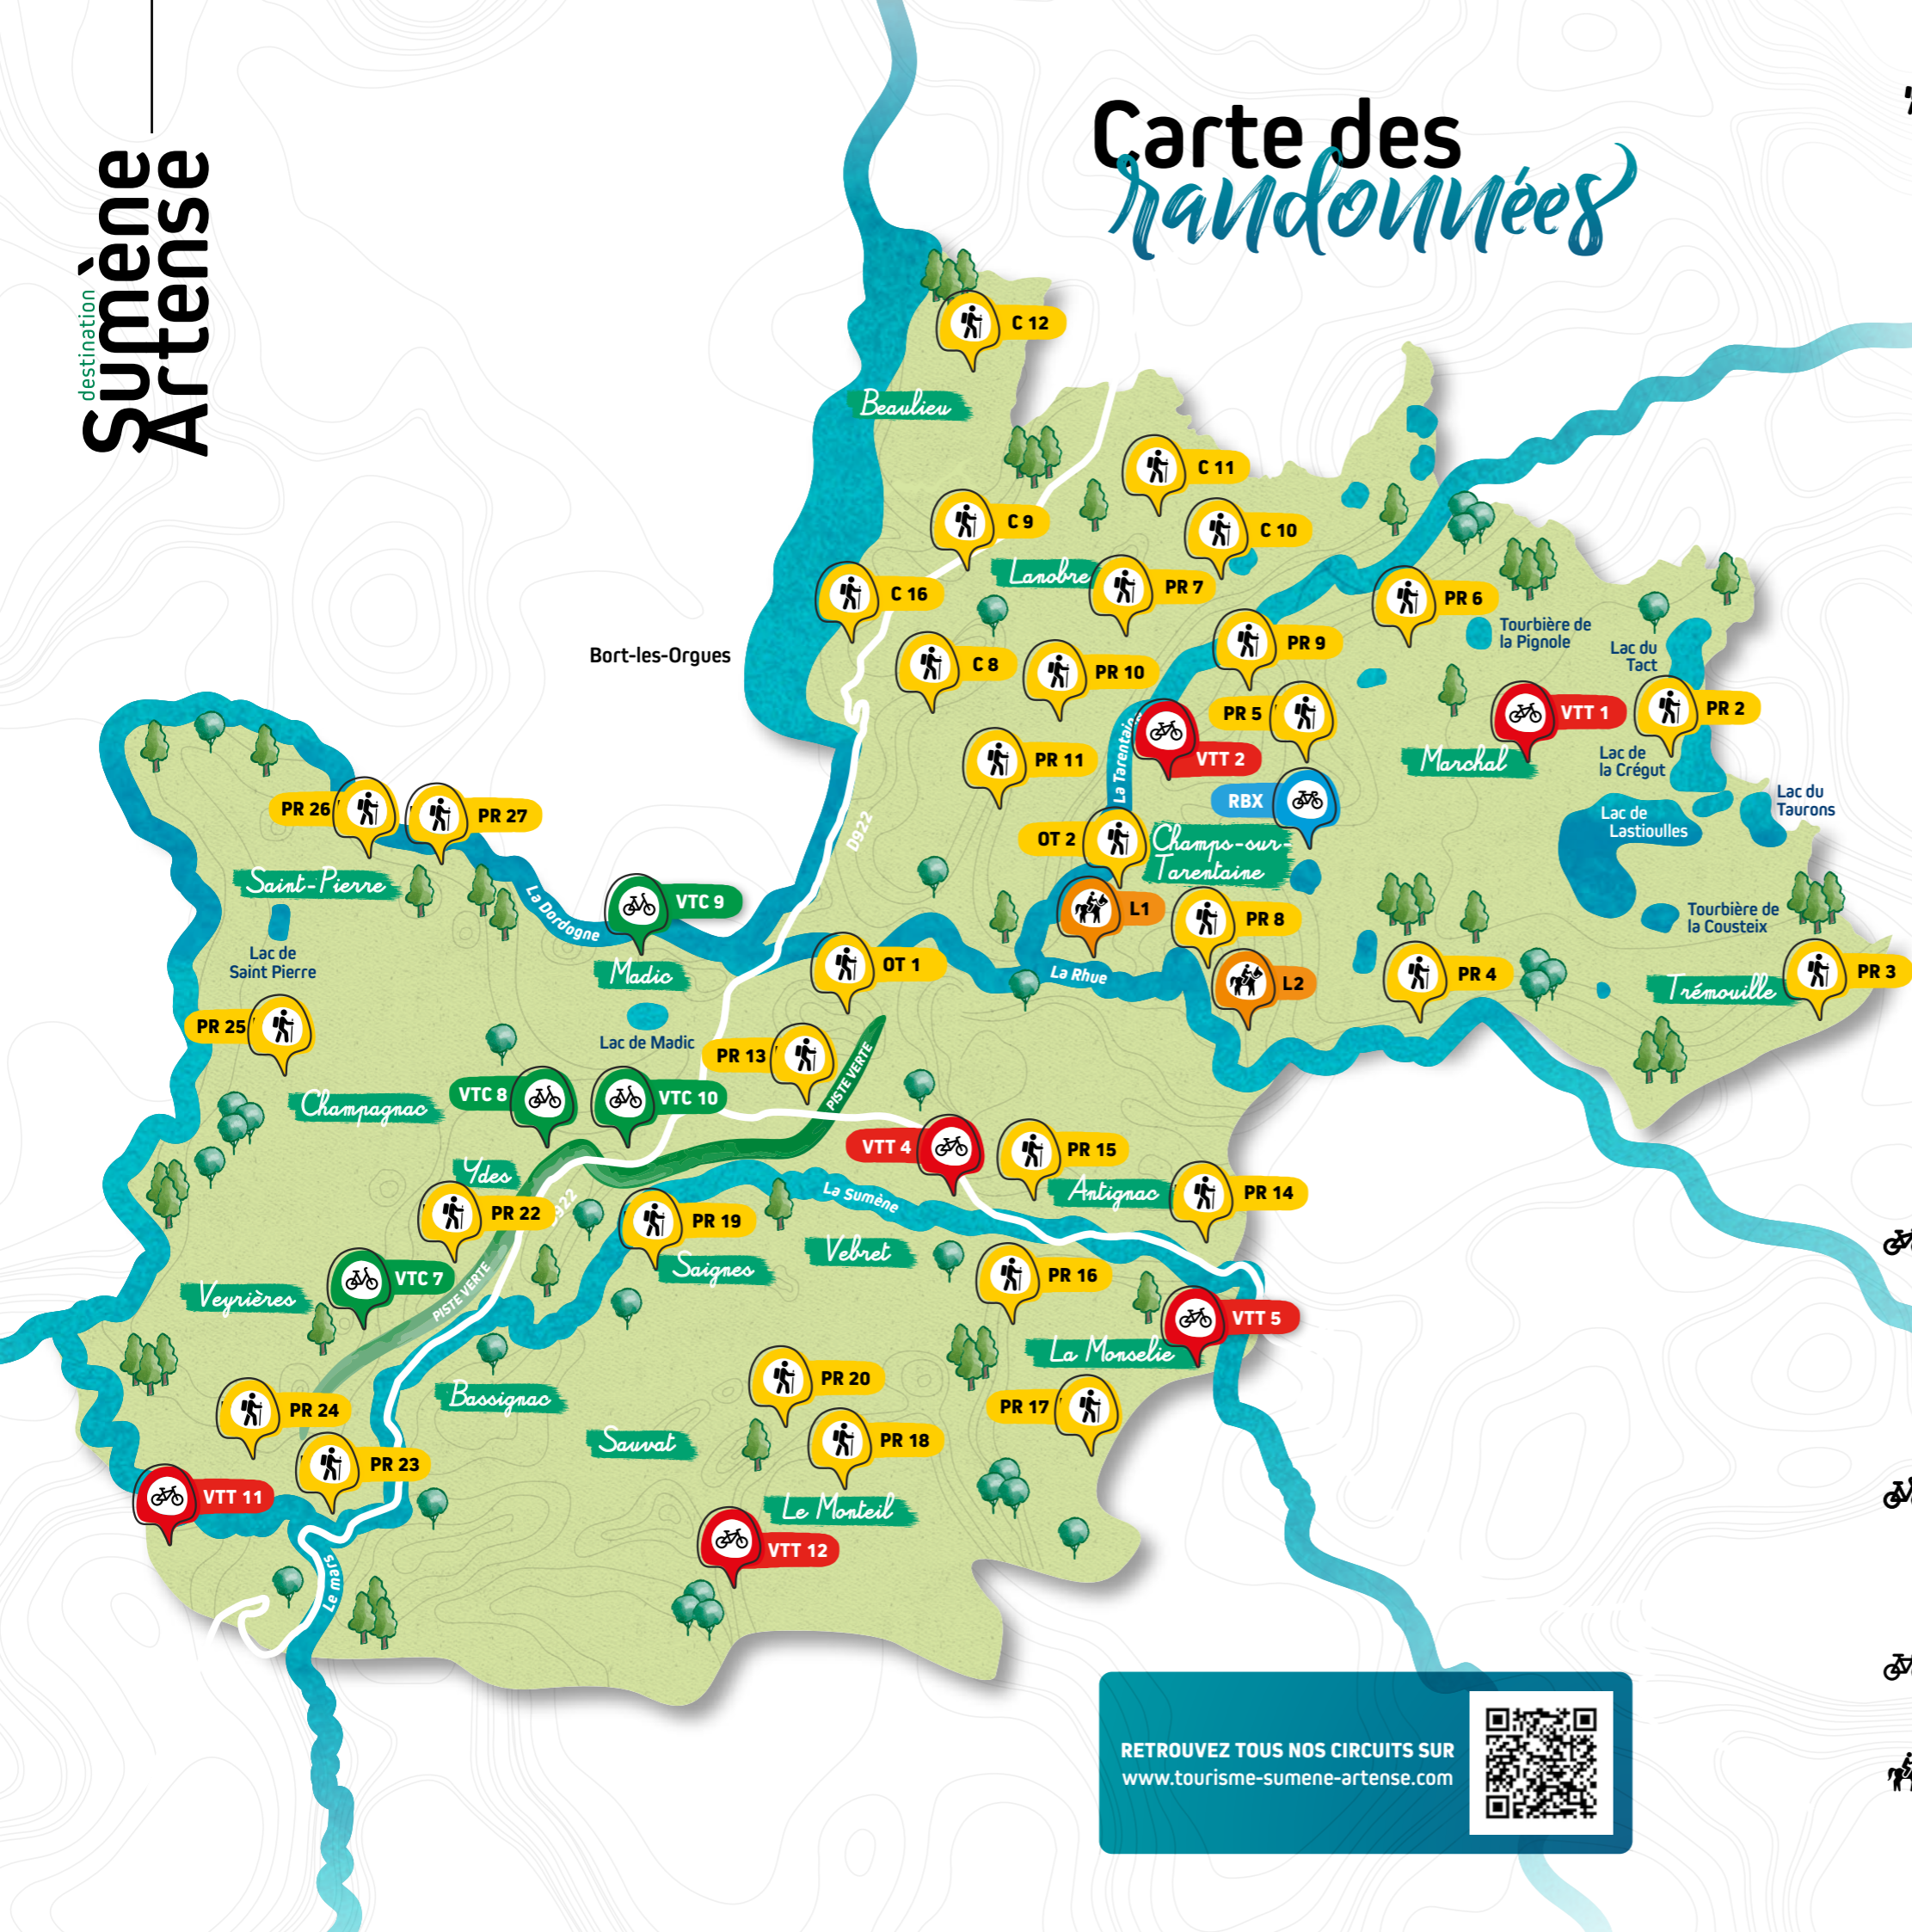 destination
Sumène
Artense
Carte des
randonnées
C 12
Beaulieu
C 11
C 9
C 10
Lanobre
PR 7
C 16
PR 6
Tourbière de
la Pignole
Lac du
Tact
PR 9
Bort-les-Orgues
C 8
PR 10
PR 5
VTT 1
PR 2
La Tarentaine
VTT 2
PR 11
Marchal
Lac de
la Crégut
RBX
Lac du
Taurons
Lac de
Lastioulles
PR 26
PR 27
D922
OT 2
Champs-sur-
Tarentaine
Saint-Pierre
La Dordogne
VTC 9
L1
PR 8
Tourbière de
la Cousteix
Lac de
Saint Pierre
Madic
OT 1
La Rhue
L2
PR 4
Trémouille
PR 3
PR 25
Lac de Madic
PR 13
PISTE VERTE
Champagnac
VTC 8
VTC 10
VTT 4
PR 15
Ydes
Antignac
PR 14
PR 22
D922
PR 19
La Sumène
Vebret
Saignes
PR 16
Veyrières
VTC 7
PISTE VERTE
VTT 5
La Monselie
PR 20
Bassignac
PR 24
PR 17
Sauvat
PR 18
PR 23
VTT 11
Le Monteil
VTT 12
Le mars
RETROUVEZ TOUS NOS CIRCUITS SUR
www.tourisme-sumene-artense.com